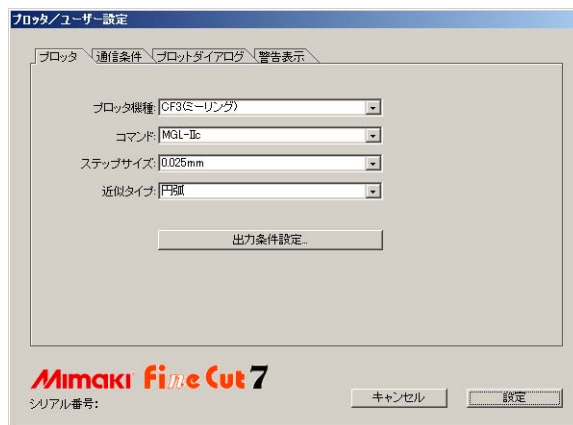 プロッタ/ユーザー設定
プロッタ 通信条件 プロットダイアログ 警告表示
プロッタ機種: CF3(ミーリング)
コマンド: MGL-Ⅱc
ステップサイズ: 0.025mm
近似タイプ: 円弧
出力条件設定...
Mimaki Fine Cut 7
シリアル番号:
キャンセル 設定